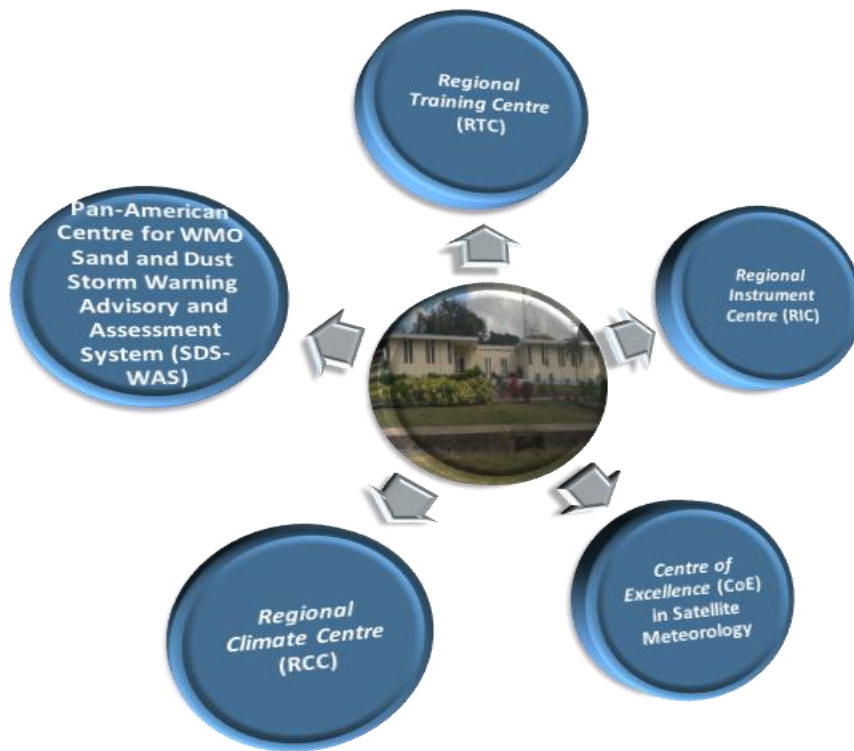 Regional
Training Centre
(RTC)
Pan-American
Centre for WMO
Sand and Dust
Storm Warning
Advisory and
Assessment
System (SDS-
WAS)
Regional
Instrument
Centre (RIC)
Centre of
Excellence (CoE)
in Satellite
Meteorology
Regional
Climate Centre
(RCC)